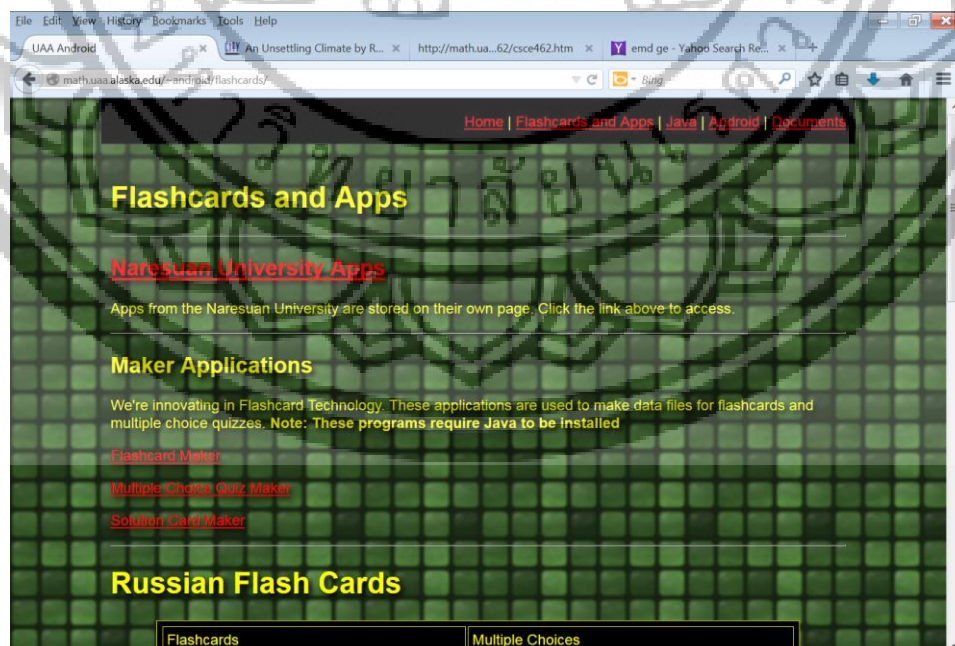 File Edit View History Bookmarks Tools Help
UAA Android × An Unsettling Climate by R... × http://math.ua...62/csce462.htm × emd ge - Yahoo Search Re... × +
math.uaa.alaska.edu/~android/flashcards/ Bing
Home | Flashcards and Apps | Java | Android | Documents
Flashcards and Apps
Naresuan University Apps
Apps from the Naresuan University are stored on their own page. Click the link above to access.
Maker Applications
We're innovating in Flashcard Technology. These applications are used to make data files for flashcards and
multiple choice quizzes. Note: These programs require Java to be installed
Flashcard Maker
Multiple Choice Quiz Maker
Solution Card Maker
Russian Flash Cards
Flashcards Multiple Choices